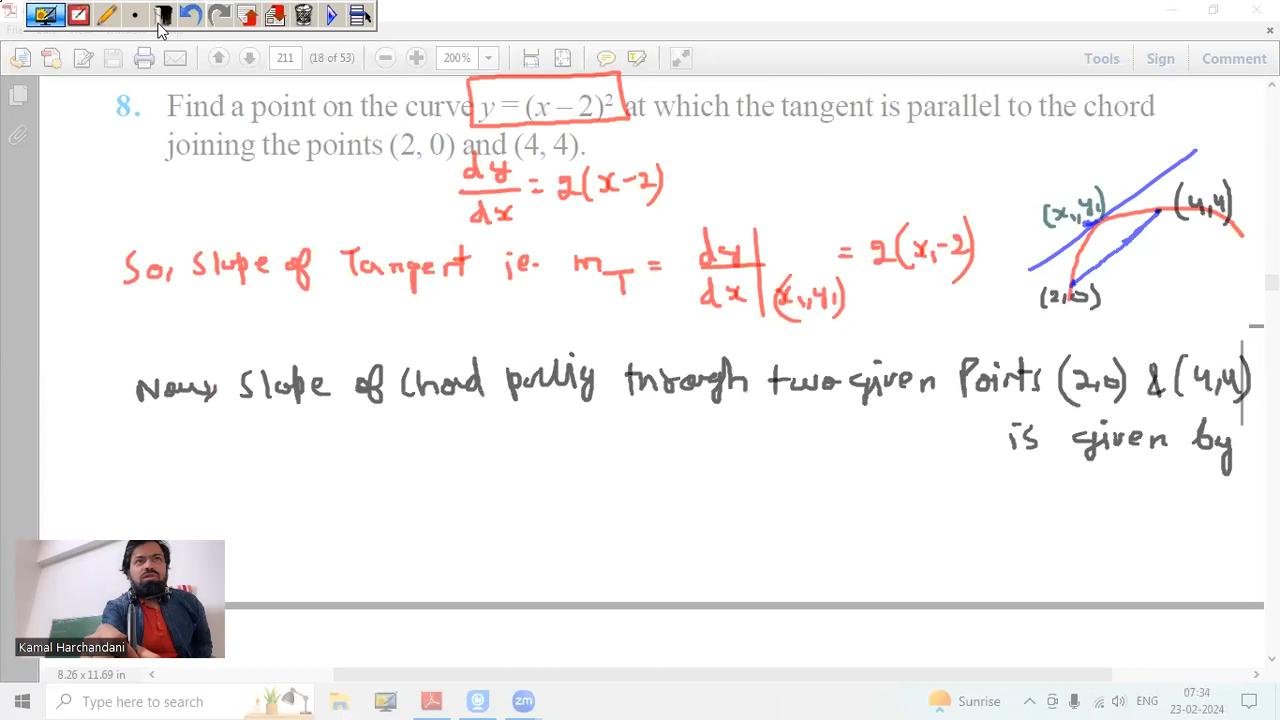 211
(18 of 53)
200%
Tools
Sign
Comment
8. Find a point on the curve y = (x – 2)² at which the tangent is parallel to the chord
joining the points (2, 0) and (4, 4).
dy/dx = 2(x-2)
So, Slope of Tangent ie. m_T = dy/dx|(x₁,y₁) = 2(x₁-2)
(x₁,y₁)
(4,4)
(2,0)
Now, Slope of Chord through two given Points (2,0) & (4,4)
is given by
Kamal Harchandani
8.26 x 11.69 in
Type here to search
zm
Sunrise
ENG
07:34
23-02-2024